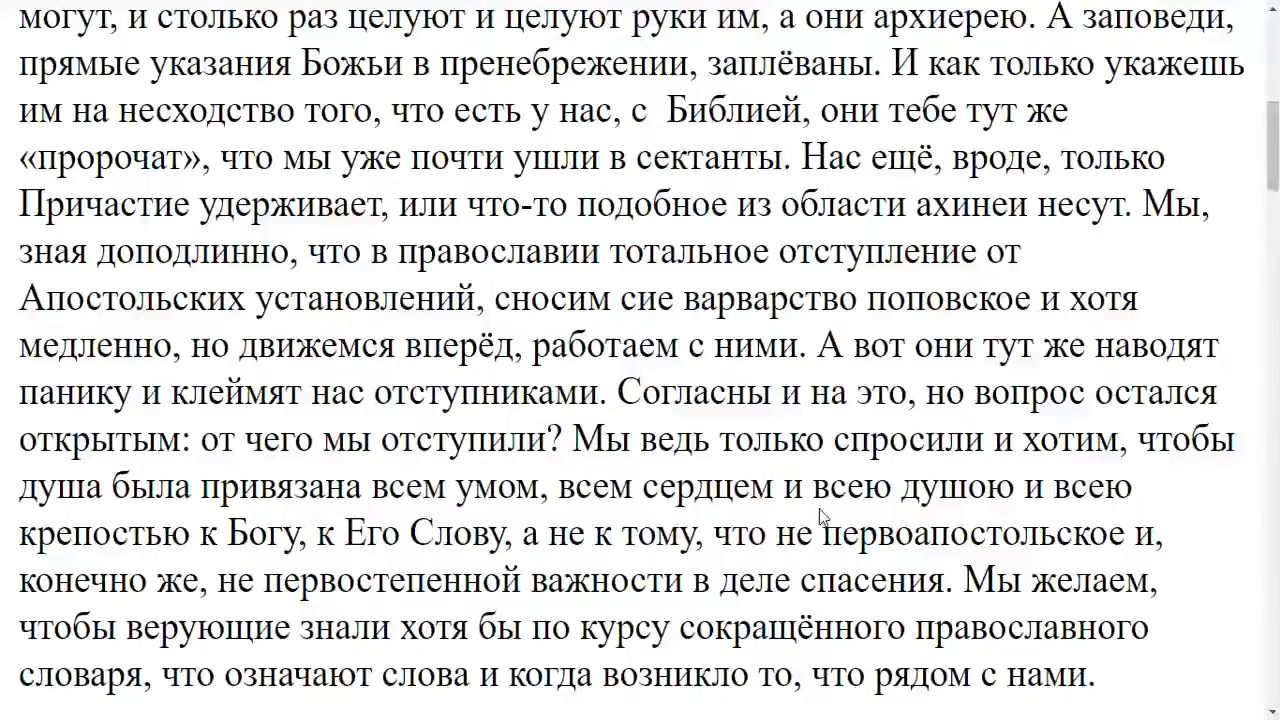 могут, и столько раз целуют и целуют руки им, а они архиерею. А заповеди,
прямые указания Божьи в пренебрежении, заплёваны. И как только укажешь
им на несходство того, что есть у нас, с  Библией, они тебе тут же
«пророчат», что мы уже почти ушли в сектанты. Нас ещё, вроде, только
Причастие удерживает, или что-то подобное из области ахинеи несут. Мы,
зная доподлинно, что в православии тотальное отступление от
Апостольских установлений, сносим сие варварство поповское и хотя
медленно, но движемся вперёд, работаем с ними. А вот они тут же наводят
панику и клеймят нас отступниками. Согласны и на это, но вопрос остался
открытым: от чего мы отступили? Мы ведь только спросили и хотим, чтобы
душа была привязана всем умом, всем сердцем и всею душою и всею
крепостью к Богу, к Его Слову, а не к тому, что не первоапостольское и,
конечно же, не первостепенной важности в деле спасения. Мы желаем,
чтобы верующие знали хотя бы по курсу сокращённого православного
словаря, что означают слова и когда возникло то, что рядом с нами.